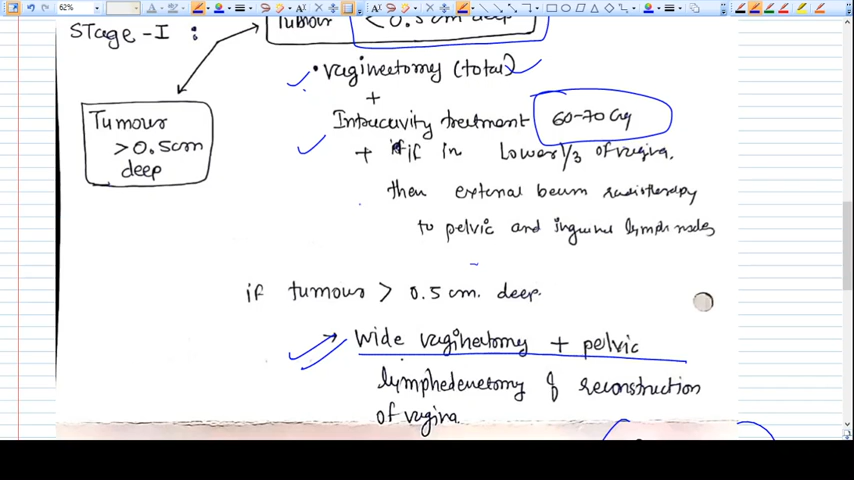 62%
STage-I :
Tumour < 0.5 cm deep
Tumour
> 0.5cm
deep
• vaginectomy (total)
+
Intracavity treatment 60-70 Gy
+ if in Lower 1/3 of vagina,
then external beam radiotherapy
to pelvic and inguinal lymph nodes
if tumour > 0.5 cm. deep.
Wide vaginectomy + pelvic
lymphedenectomy & reconstruction
of vagina.